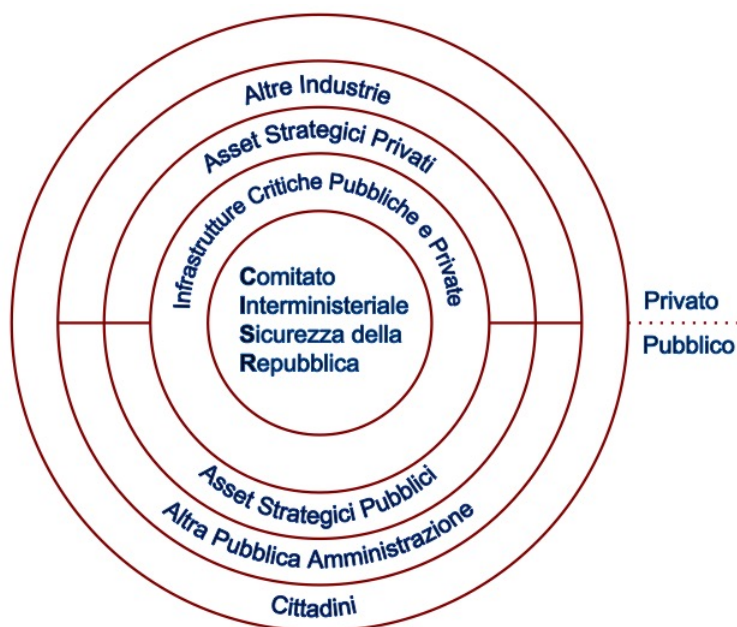 Altre Industrie
Asset Strategici Privati
Infrastrutture Critiche Pubbliche e Private
Comitato
Interministeriale
Sicurezza della
Repubblica
Privato
Pubblico
Asset Strategici Pubblici
Altra Pubblica Amministrazione
Cittadini